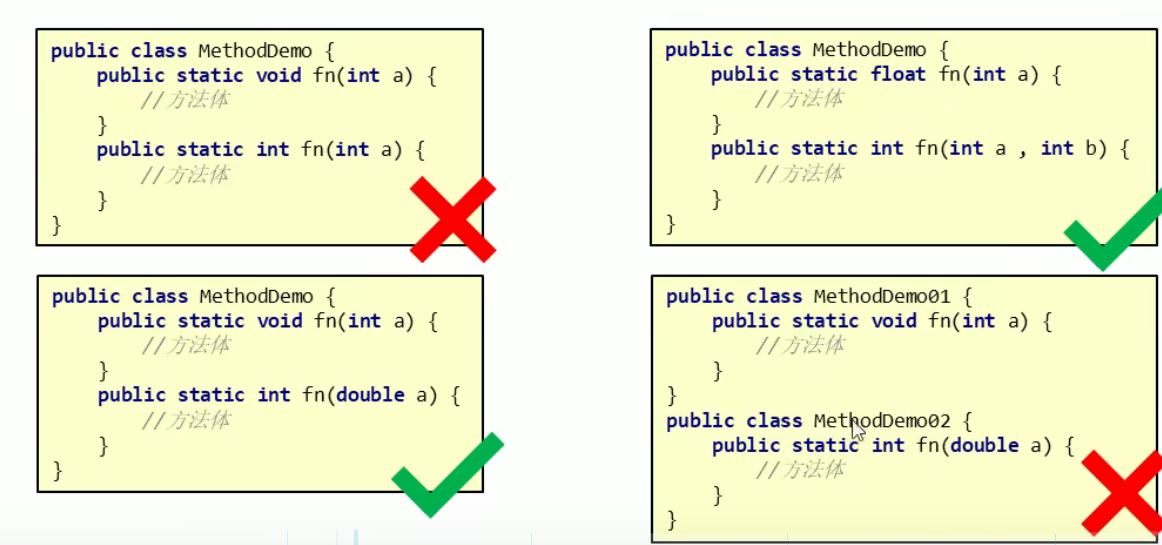 public class MethodDemo {
    public static void fn(int a) {
        //方法体
    }
    public static int fn(int a) {
        //方法体
    }
}
public class MethodDemo {
    public static float fn(int a) {
        //方法体
    }
    public static int fn(int a , int b) {
        //方法体
    }
}
public class MethodDemo {
    public static void fn(int a) {
        //方法体
    }
    public static int fn(double a) {
        //方法体
    }
}
public class MethodDemo01 {
    public static void fn(int a) {
        //方法体
    }
}
public class MethodDemo02 {
    public static int fn(double a) {
        //方法体
    }
}